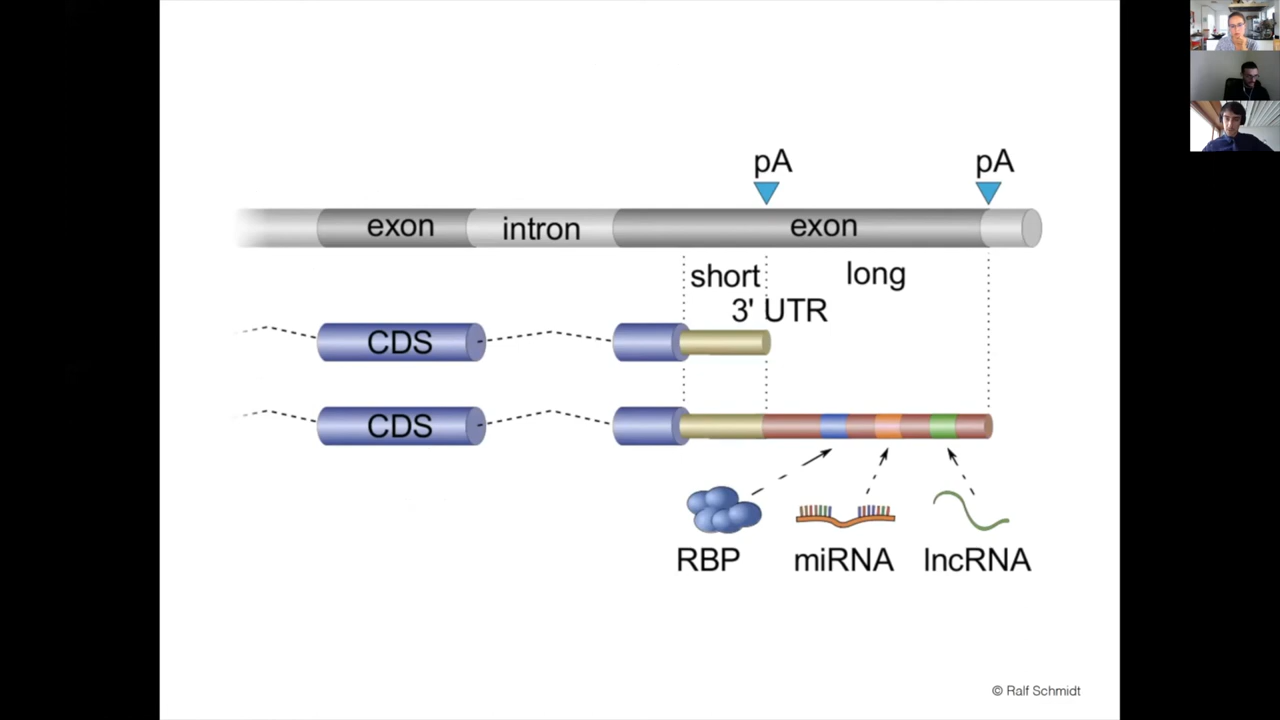 pA pA
exon intron exon
short long
3' UTR
CDS
CDS
RBP miRNA lncRNA
© Ralf Schmidt